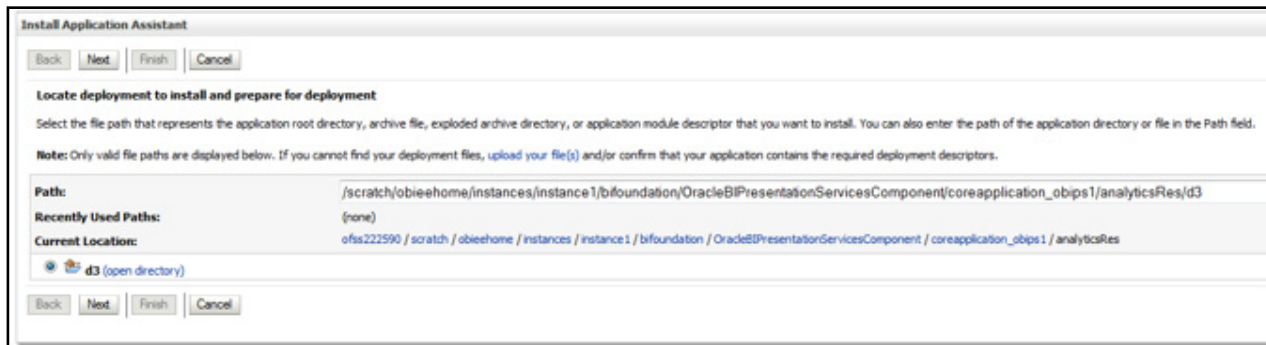 Install Application Assistant
Back Next Finish Cancel
Locate deployment to install and prepare for deployment
Select the file path that represents the application root directory, archive file, exploded archive directory, or application module descriptor that you want to install. You can also enter the path of the application directory or file in the Path field.
Note: Only valid file paths are displayed below. If you cannot find your deployment files, upload your file(s) and/or confirm that your application contains the required deployment descriptors.
Path: /scratch/obieehome/instances/instance1/bifoundation/OracleBIPresentationServicesComponent/coreapplication_obips1/analyticsRes/d3
Recently Used Paths: (none)
Current Location: ofss222590 / scratch / obieehome / instances / instance1 / bifoundation / OracleBIPresentationServicesComponent / coreapplication_obips1 / analyticsRes
d3 (open directory)
Back Next Finish Cancel